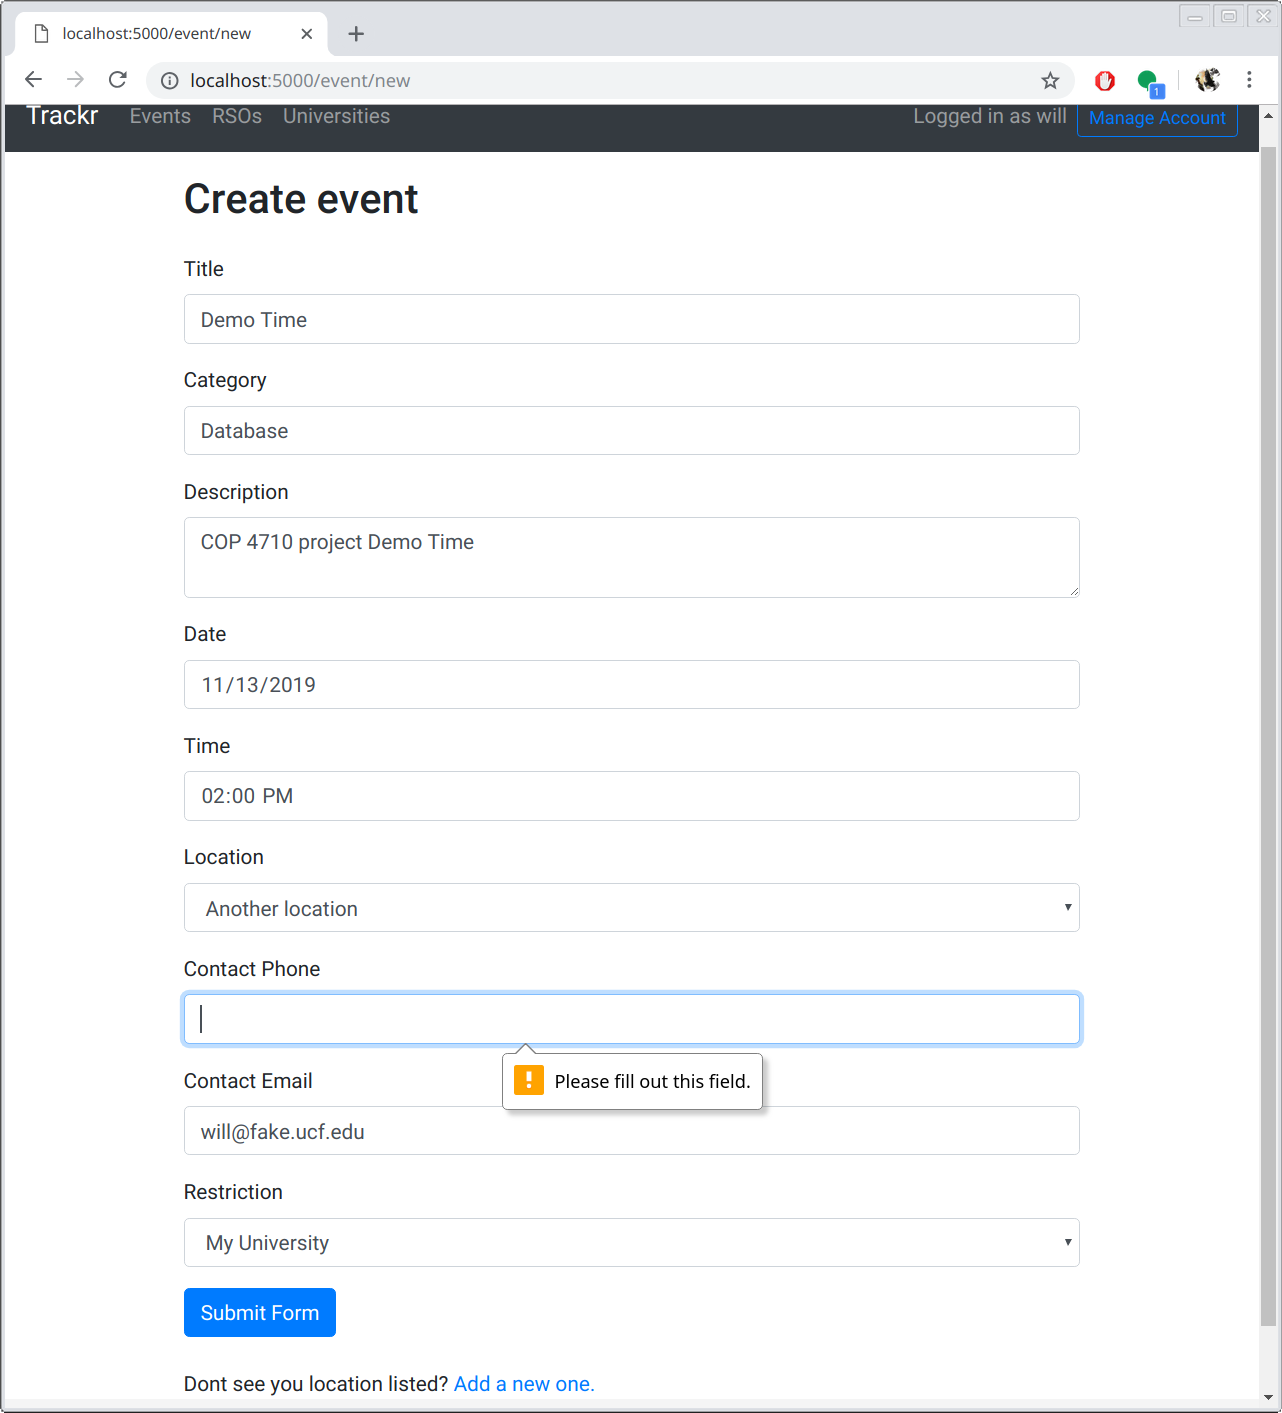 localhost:5000/event/new
localhost:5000/event/new
1
Trackr Events RSOs Universities Logged in as will Manage Account
Create event
Title
Demo Time
Category
Database
Description
COP 4710 project Demo Time
Date
11/13/2019
Time
02:00 PM
Location
Another location
Contact Phone
Please fill out this field.
Contact Email
will@fake.ucf.edu
Restriction
My University
Submit Form
Dont see you location listed? Add a new one.